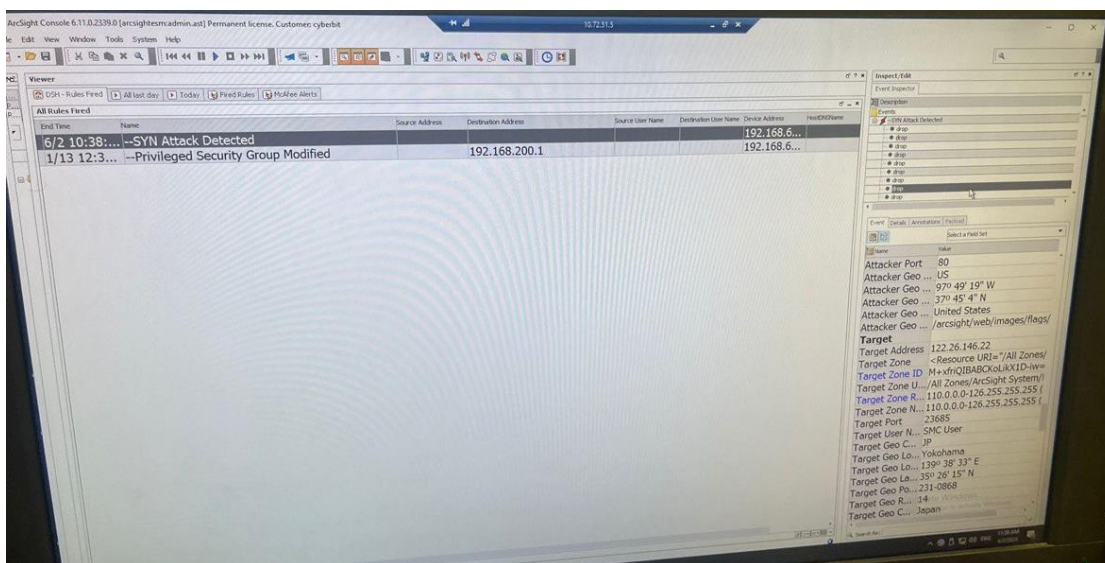 ArcSight Console 6.11.0.2339.0 [arcsightesm:admin.ast] Permanent license. Customer: cyberbit
10.72.51.5
Edit View Window Tools System Help
Viewer
DSH - Rules Fired All last day Today Fired Rules McAfee Alerts
All Rules Fired
End Time Name Source Address Destination Address Source User Name Destination User Name Device Address HostIDNSName
6/2 10:38:... --SYN Attack Detected 192.168.6...
1/13 12:3... --Privileged Security Group Modified 192.168.200.1 192.168.6...
Inspect/Edit
Event Inspector
Description
Events
--SYN Attack Detected
drop
drop
drop
drop
drop
drop
drop
drop
drop
Event Details Annotations Payload
Select a Field Set
Name Value
Attacker Port 80
Attacker Geo ... US
Attacker Geo ... 97º 49' 19" W
Attacker Geo ... 37º 45' 4" N
Attacker Geo ... United States
Attacker Geo ... /arcsight/web/images/flags/
Target
Target Address 122.26.146.22
Target Zone <Resource URI="/All Zones/
Target Zone ID M+xfriQIBABCKoLikX1D-iw=
Target Zone U... /All Zones/ArcSight System/
Target Zone R... 110.0.0.0-126.255.255.255 (
Target Zone N... 110.0.0.0-126.255.255.255 (
Target Port 23685
Target User N... SMC User
Target Geo C... JP
Target Geo Lo... Yokohama
Target Geo Lo... 139º 38' 33" E
Target Geo La... 35º 26' 15" N
Target Geo Po... 231-0868
Target Geo R... 14
Target Geo C... Japan
Search for:
ENG 11:38 AM